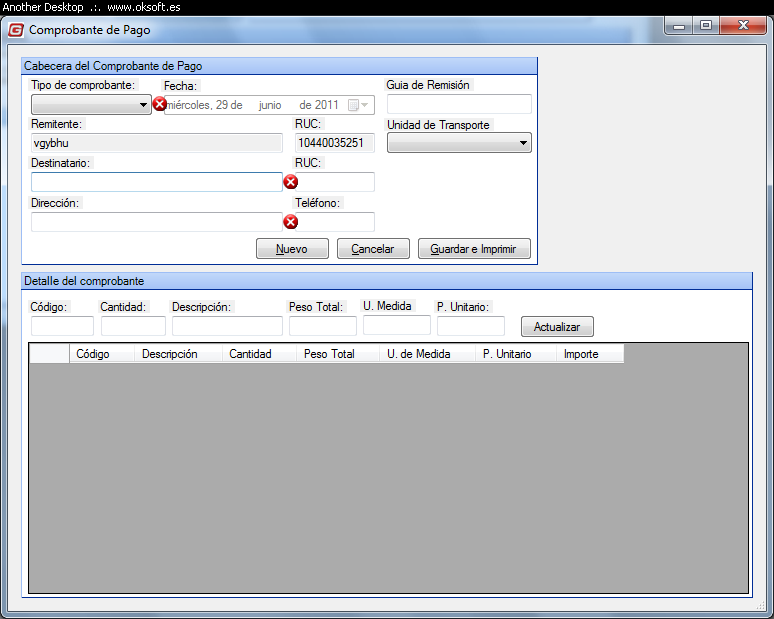 Another Desktop .:. www.oksoft.es
Comprobante de Pago
Cabecera del Comprobante de Pago
Tipo de comprobante: Fecha: Guia de Remisión
miércoles, 29 de junio de 2011
Remitente: RUC: Unidad de Transporte
vgybhu 10440035251
Destinatario: RUC:
Dirección: Teléfono:
Nuevo Cancelar Guardar e Imprimir
Detalle del comprobante
Código: Cantidad: Descripción: Peso Total: U. Medida P. Unitario:
Actualizar
Código Descripción Cantidad Peso Total U. de Medida P. Unitario Importe